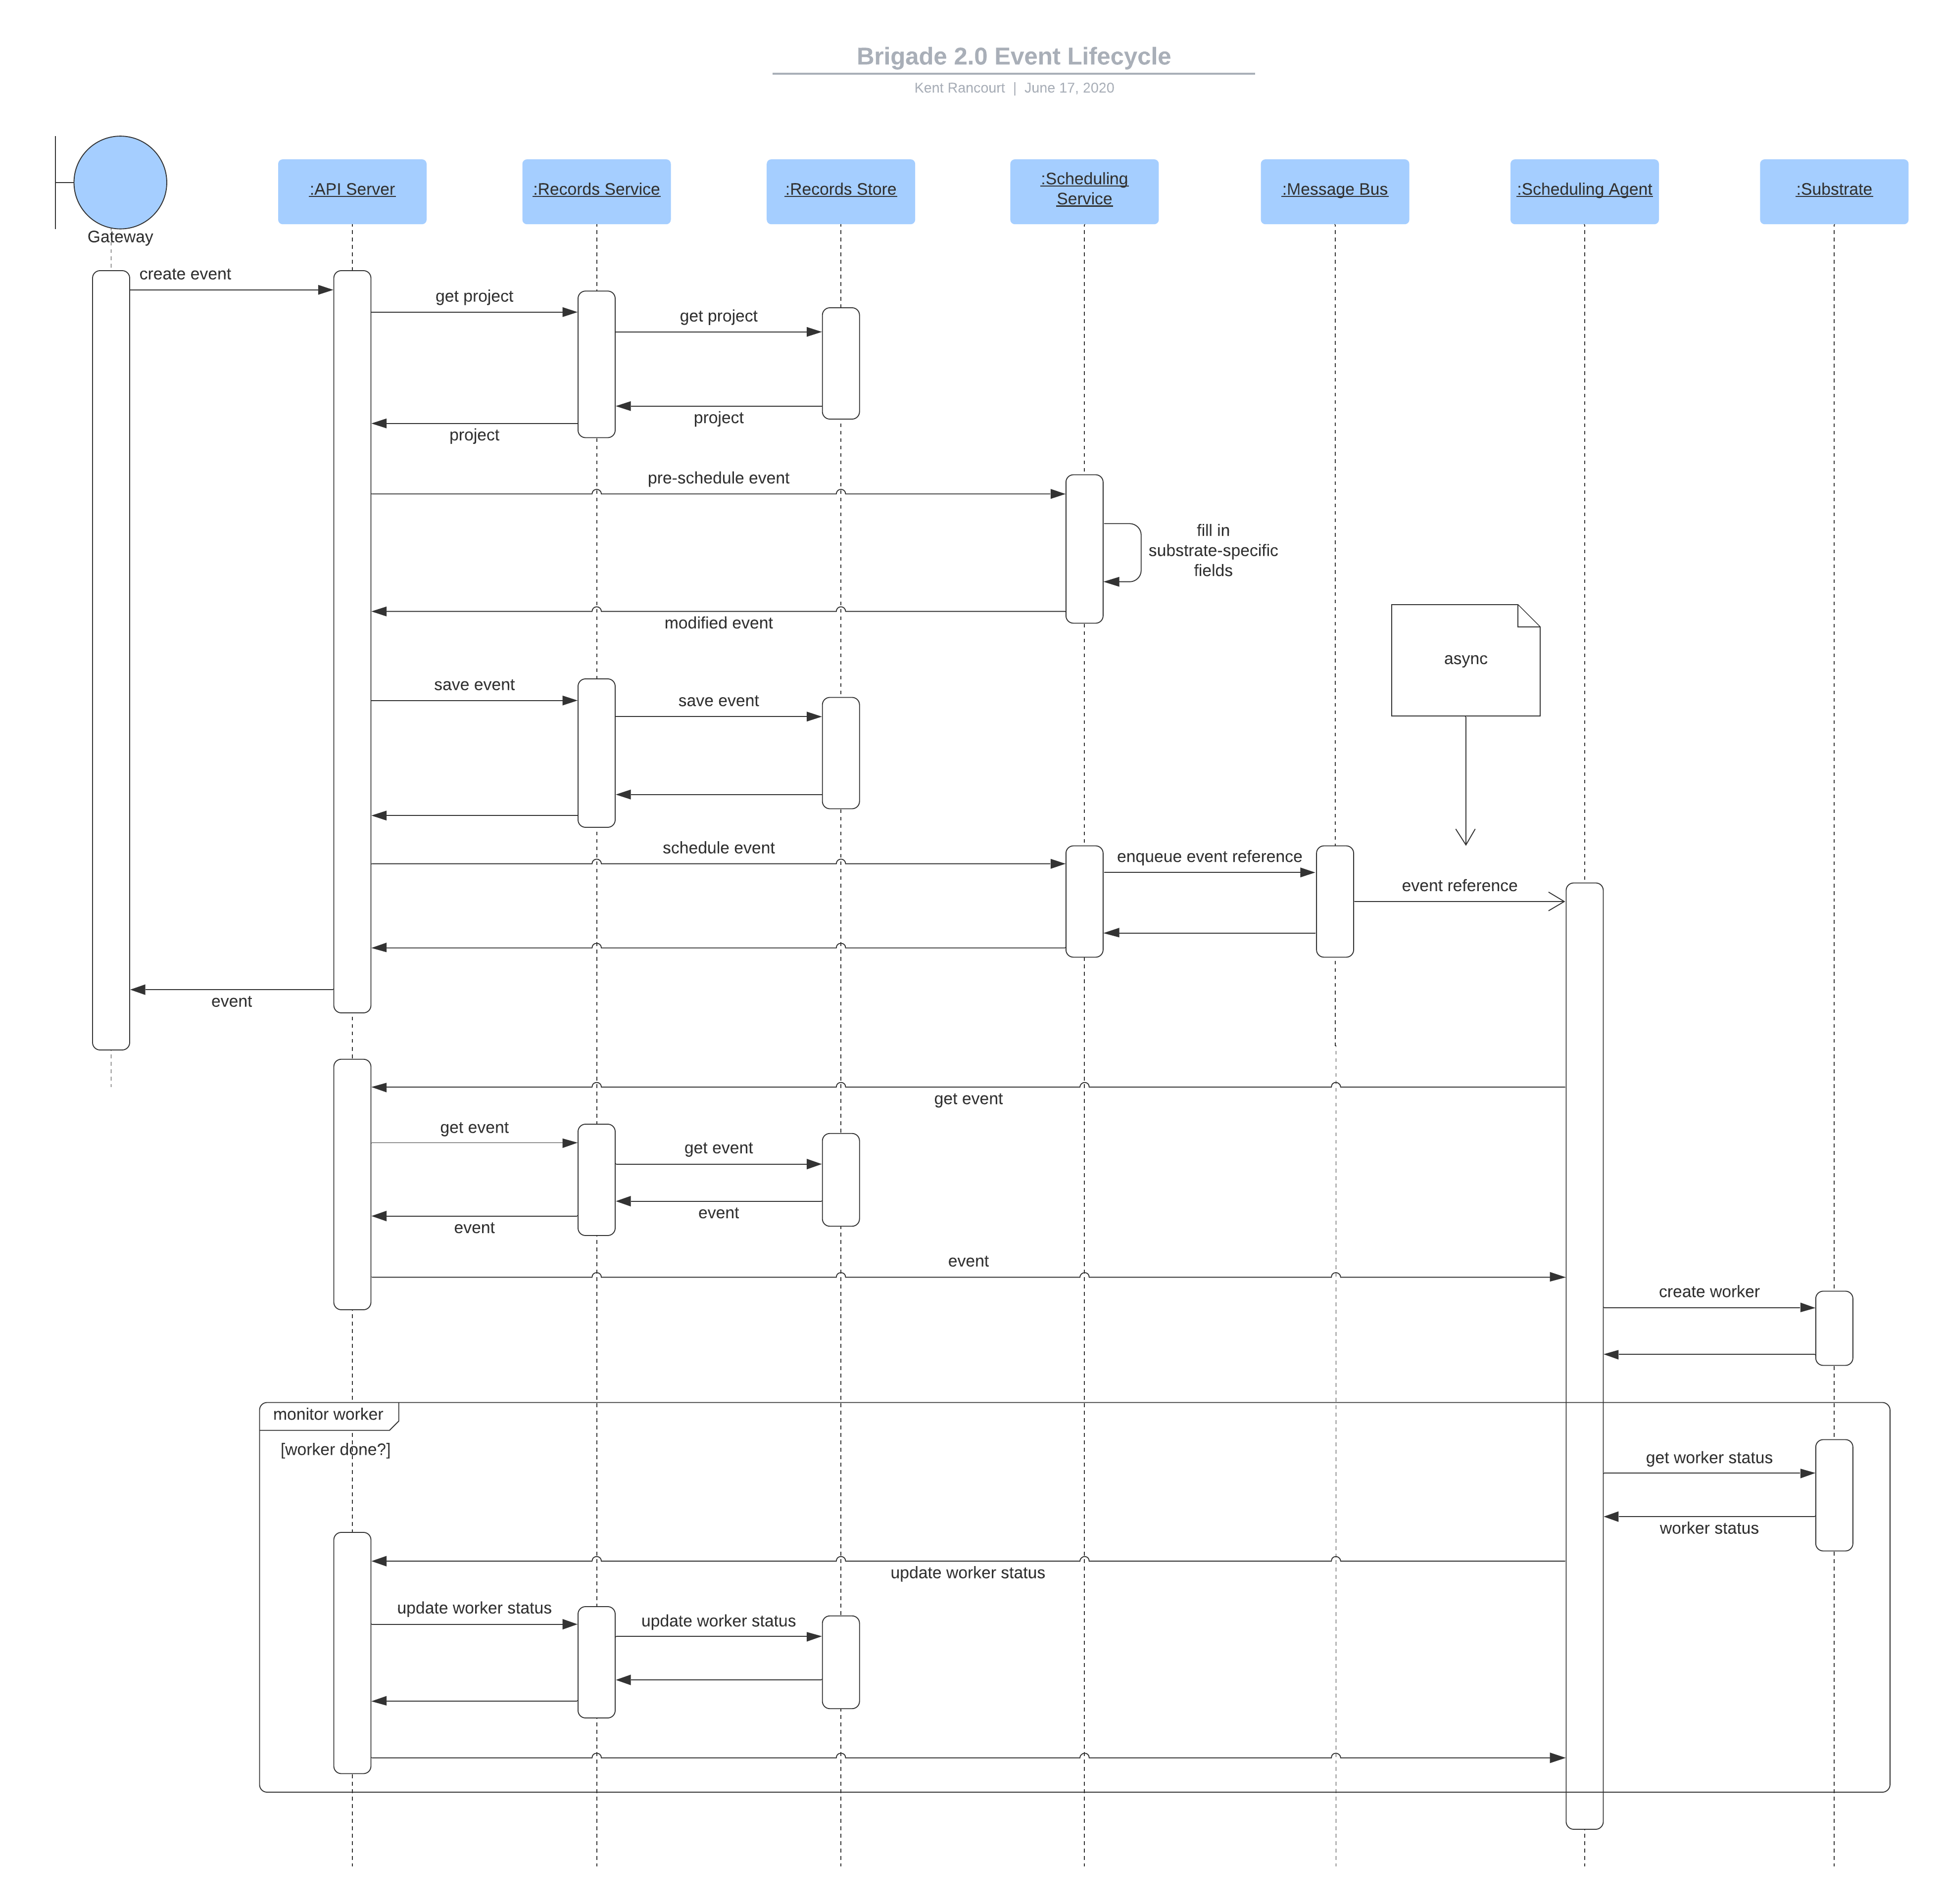 Brigade 2.0 Event Lifecycle
Kent Rancourt | June 17, 2020
Gateway
:API Server
:Records Service
:Records Store
:Scheduling
Service
:Message Bus
:Scheduling Agent
:Substrate
create event
get project
get project
project
project
pre-schedule event
fill in
substrate-specific
fields
modified event
async
save event
save event
schedule event
enqueue event reference
event reference
event
get event
get event
get event
event
event
event
create worker
monitor worker
[worker done?]
get worker status
worker status
update worker status
update worker status
update worker status